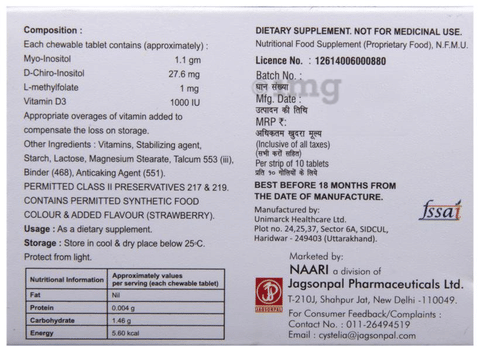 Composition :
Each chewable tablet contains (approximately) :
Myo-Inositol 1.1 gm
D-Chiro-Inositol 27.6 mg
L-methylfolate 1 mg
Vitamin D3 1000 IU
Appropriate overages of vitamin added to
compensate the loss on storage.
Other Ingredients : Vitamins, Stabilizing agent,
Starch, Lactose, Magnesium Stearate, Talcum 553 (iii),
Binder (468), Anticaking Agent (551).
PERMITTED CLASS II PRESERVATIVES 217 & 219.
CONTAINS PERMITTED SYNTHETIC FOOD
COLOUR & ADDED FLAVOUR (STRAWBERRY).
Usage : As a dietary supplement.
Storage : Store in cool & dry place below 25°C.
Protect from light.
Nutritional Information Approximately values
per serving (each chewable tablet)
Fat Nil
Protein 0.004 g
Carbohydrate 1.46 g
Energy 5.60 kcal
DIETARY SUPPLEMENT. NOT FOR MEDICINAL USE.
Nutritional Food Supplement (Proprietary Food), N.F.M.U.
Licence No. : 12614006000880
Batch No. :
घान संख्या
Mfg. Date :
उत्पादन की तिथि
MRP ₹:
अधिकतम खुदरा मूल्य
(Inclusive of all taxes)
(सभी करों सहित)
Per strip of 10 tablets
प्रति १० गोलियों के लिये
BEST BEFORE 18 MONTHS FROM
THE DATE OF MANUFACTURE.
Manufactured by:
Unimarck Healthcare Ltd.
Plot no. 24,25,37, Sector 6A, SIDCUL,
Haridwar - 249403 (Uttarakhand).
fssai
Marketed by:
NAARI a division of
Jagsonpal Pharmaceuticals Ltd.
JAGSONPAL
T-210J, Shahpur Jat, New Delhi -110049.
For Consumer Feedback/Complaints :
Contact No. : 011-26494519
Email : cystelia@jagsonpal.com